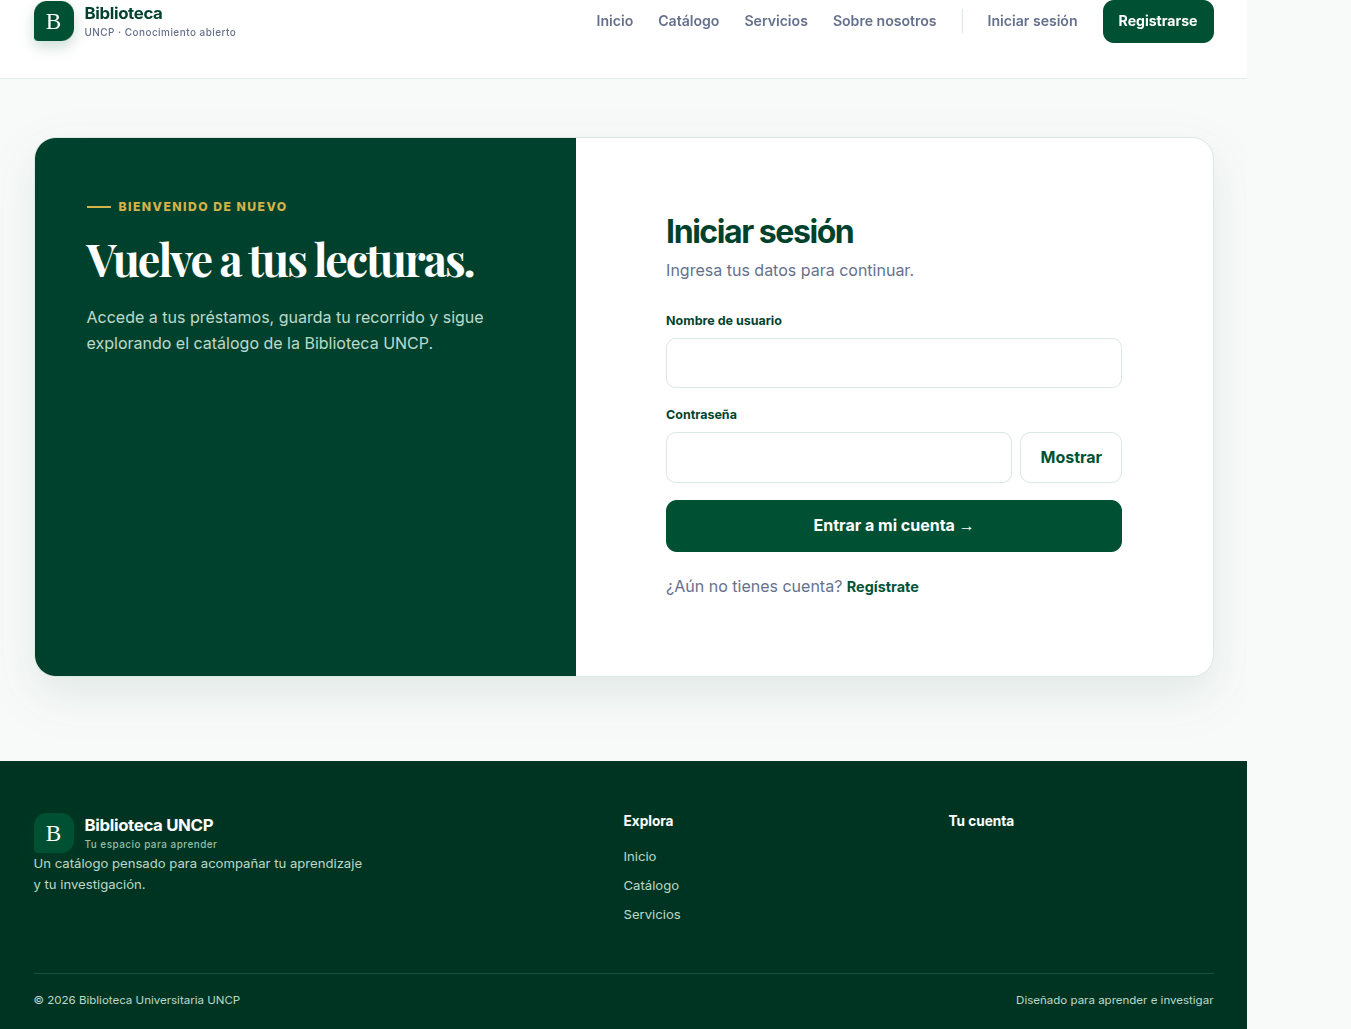 B
Biblioteca
UNCP · Conocimiento abierto
Inicio
Catálogo
Servicios
Sobre nosotros
Iniciar sesión
Registrarse
BIENVENIDO DE NUEVO
Vuelve a tus lecturas.
Accede a tus préstamos, guarda tu recorrido y sigue
explorando el catálogo de la Biblioteca UNCP.
Iniciar sesión
Ingresa tus datos para continuar.
Nombre de usuario
Contraseña
Mostrar
Entrar a mi cuenta →
¿Aún no tienes cuenta? Regístrate
B
Biblioteca UNCP
Tu espacio para aprender
Un catálogo pensado para acompañar tu aprendizaje
y tu investigación.
Explora
Inicio
Catálogo
Servicios
Tu cuenta
© 2026 Biblioteca Universitaria UNCP
Diseñado para aprender e investigar